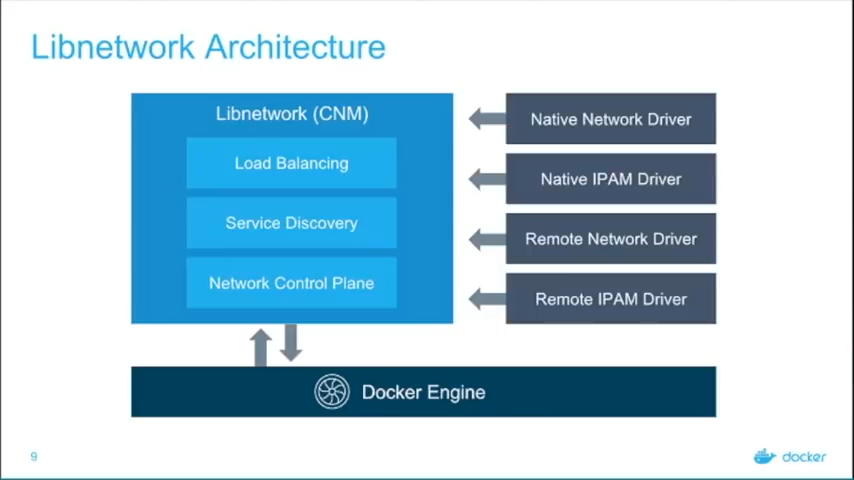 Libnetwork Architecture
Libnetwork (CNM)
Load Balancing
Service Discovery
Network Control Plane
Native Network Driver
Native IPAM Driver
Remote Network Driver
Remote IPAM Driver
Docker Engine
9
docker